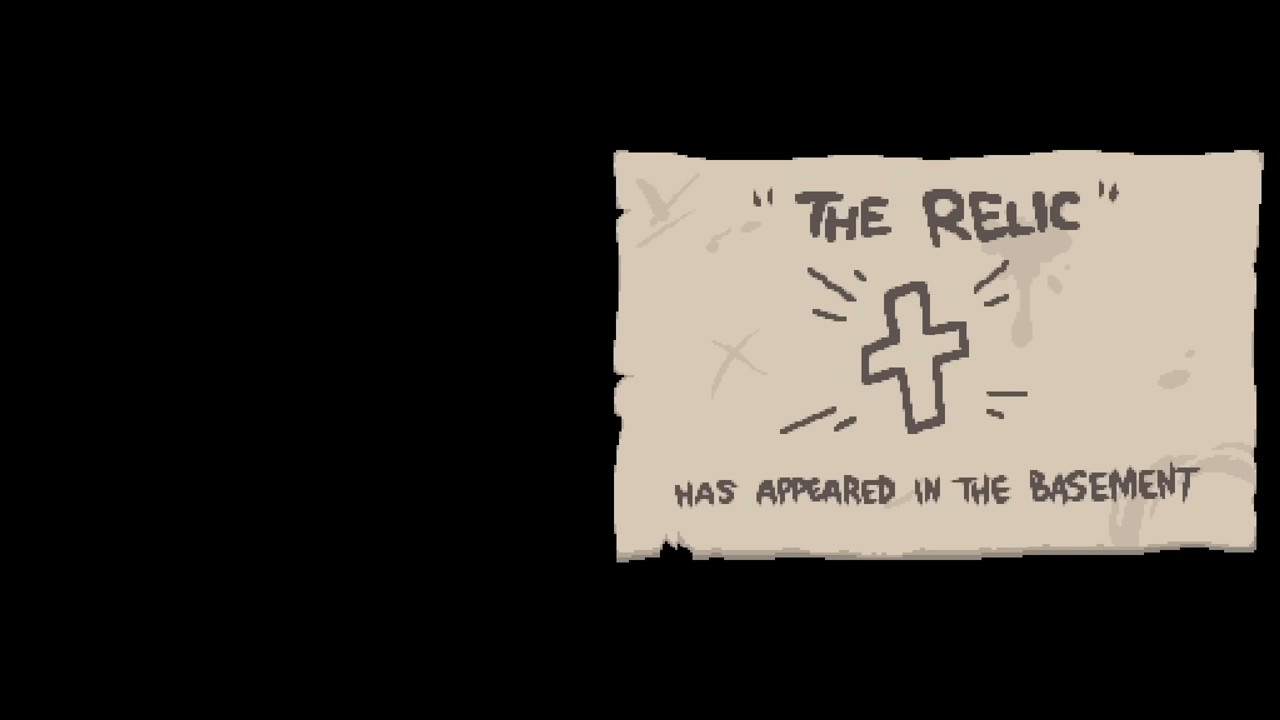 "THE RELIC"
HAS APPEARED IN THE BASEMENT